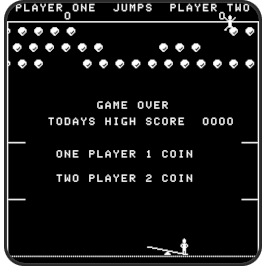 PLAYER ONE JUMPS PLAYER TWO
0 0
GAME OVER
TODAYS HIGH SCORE 0000
ONE PLAYER 1 COIN
TWO PLAYER 2 COIN